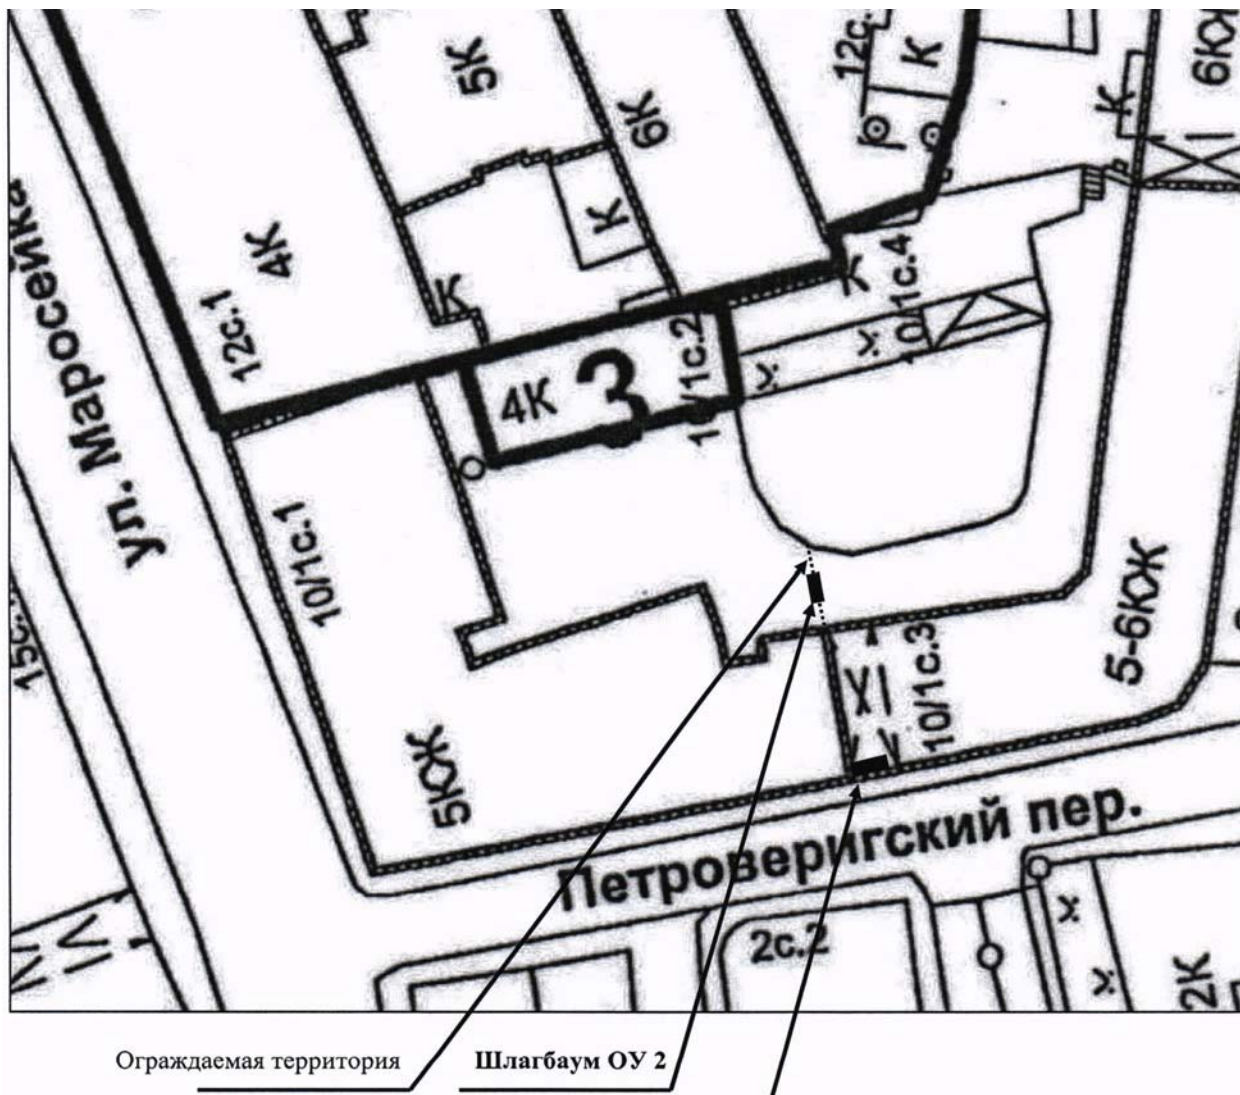 5К
6К
12с.
К
6КЖ
К
К
4К
12с.1
К
К
10/1с.4
ул. Маросейка
4К
3
10/1с.2
10/1с.1
15с.
5-6КЖ
10/1с.3
5КЖ
Петроверигский пер.
2с.2
2К
Ограждаемая территория
Шлагбаум ОУ 2